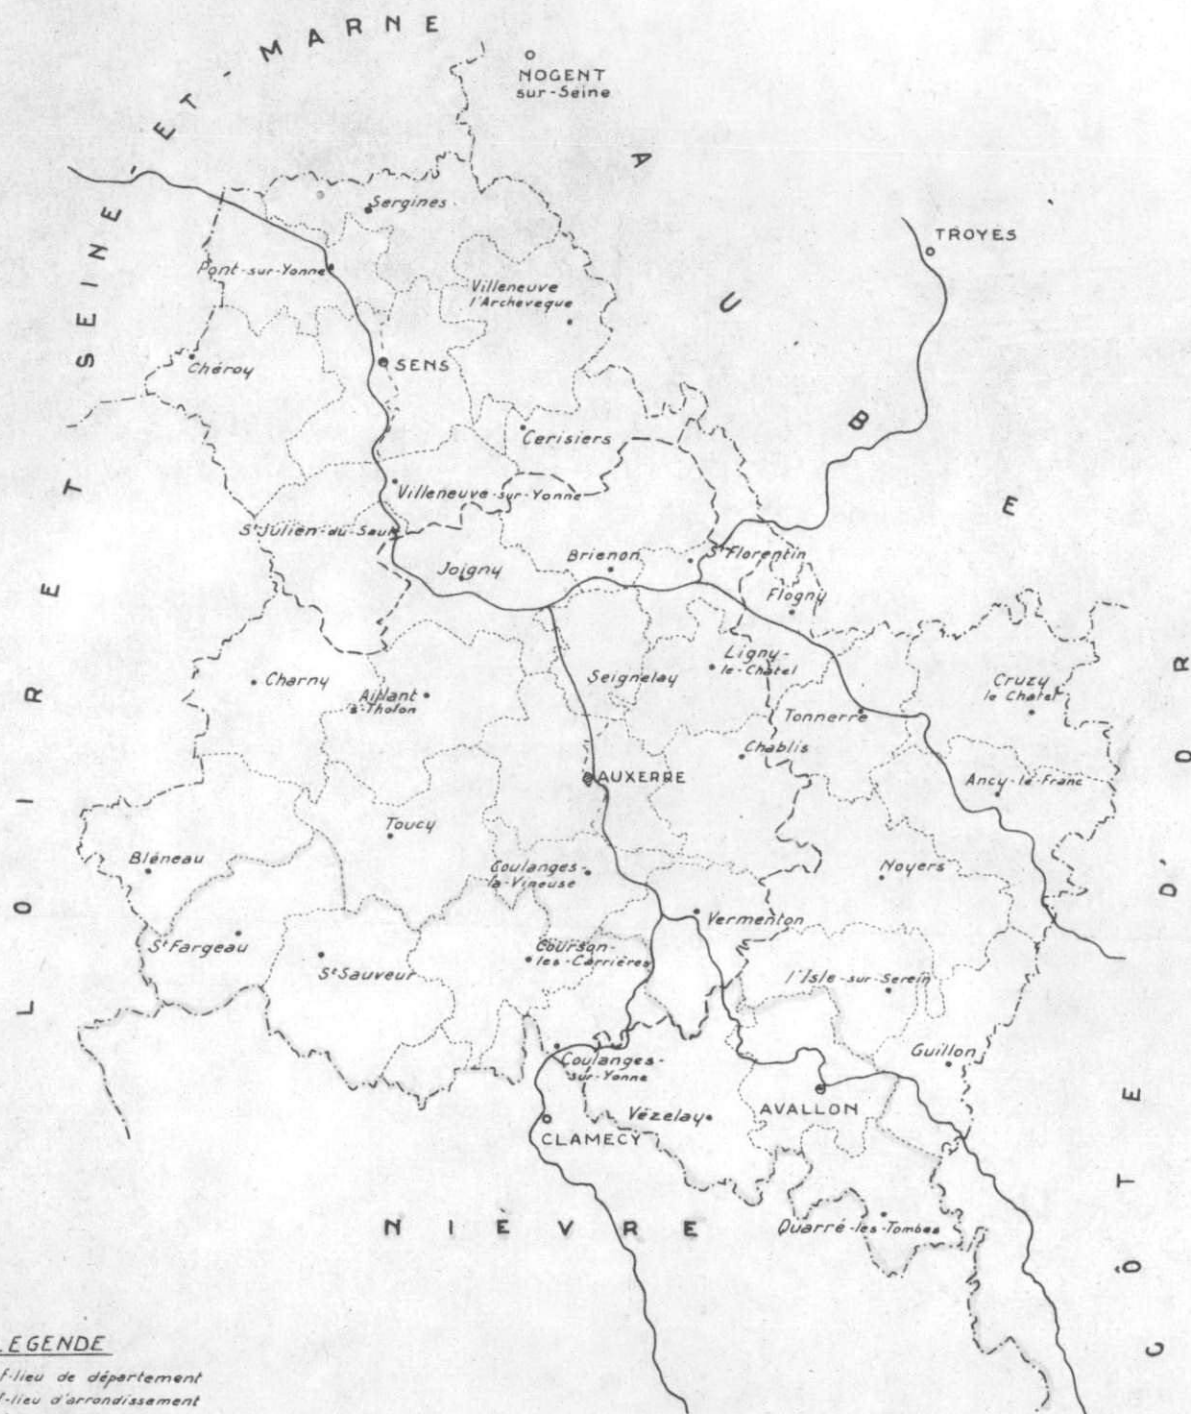 SEINE-ET-MARNE
NOGENT
sur-Seine
AUBE
TROYES
Sergines
Pont-sur-Yonne
Villeneuve
l'Archeveque
Chéroy
SENS
Cerisiers
Villeneuve-sur-Yonne
St Julien-du-Sault
Joigny
Brienon
St Florentin
Flogny
LOIRET
Charny
Aillant
s-Tholon
Seignelay
Ligny-
le-Chatel
Tonnerre
Cruzy
le Chatel
Chablis
AUXERRE
Ancy-le-Franc
Toucy
Bléneau
Coulanges-
la-Vineuse
Noyers
Vermenton
St Fargeau
St Sauveur
Courson-
les-Carrières
l'Isle-sur-Serein
Coulanges-
sur-Yonne
Guillon
CLAMECY
Vézelay
AVALLON
NIÈVRE
Quarré-les-Tombes
CÔTE D'OR
LEGENDE
f-lieu de département
f-lieu d'arrondissement